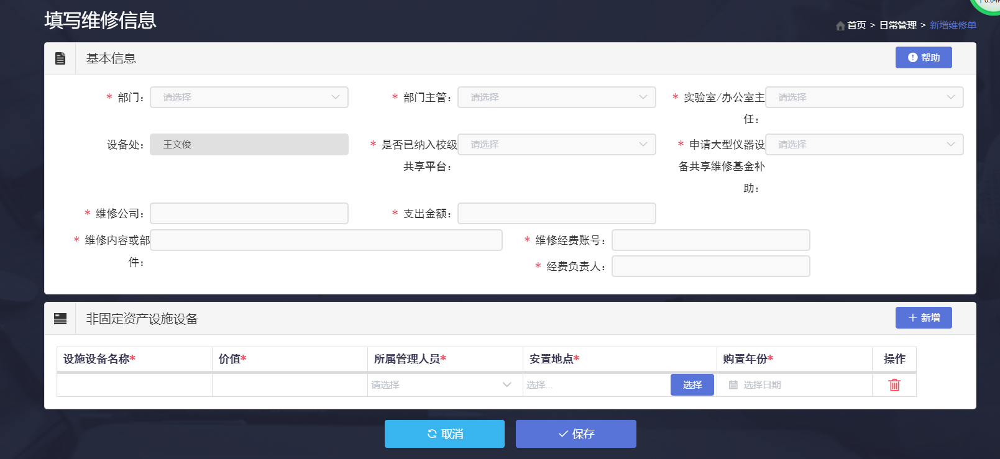 填写维修信息
首页 > 日常管理 > 新增维修单
基本信息
帮助
* 部门：
请选择
* 部门主管：
请选择
* 实验室/办公室主
任：
请选择
设备处：
王文俊
* 是否已纳入校级
共享平台：
请选择
* 申请大型仪器设
备共享维修基金补
助：
请选择
* 维修公司：
* 支出金额：
* 维修内容或部
件：
* 维修经费账号：
* 经费负责人：
非固定资产设施设备
新增
设施设备名称* 价值* 所属管理人员* 安置地点* 购置年份* 操作
请选择 选择... 选择 选择日期
取消
保存